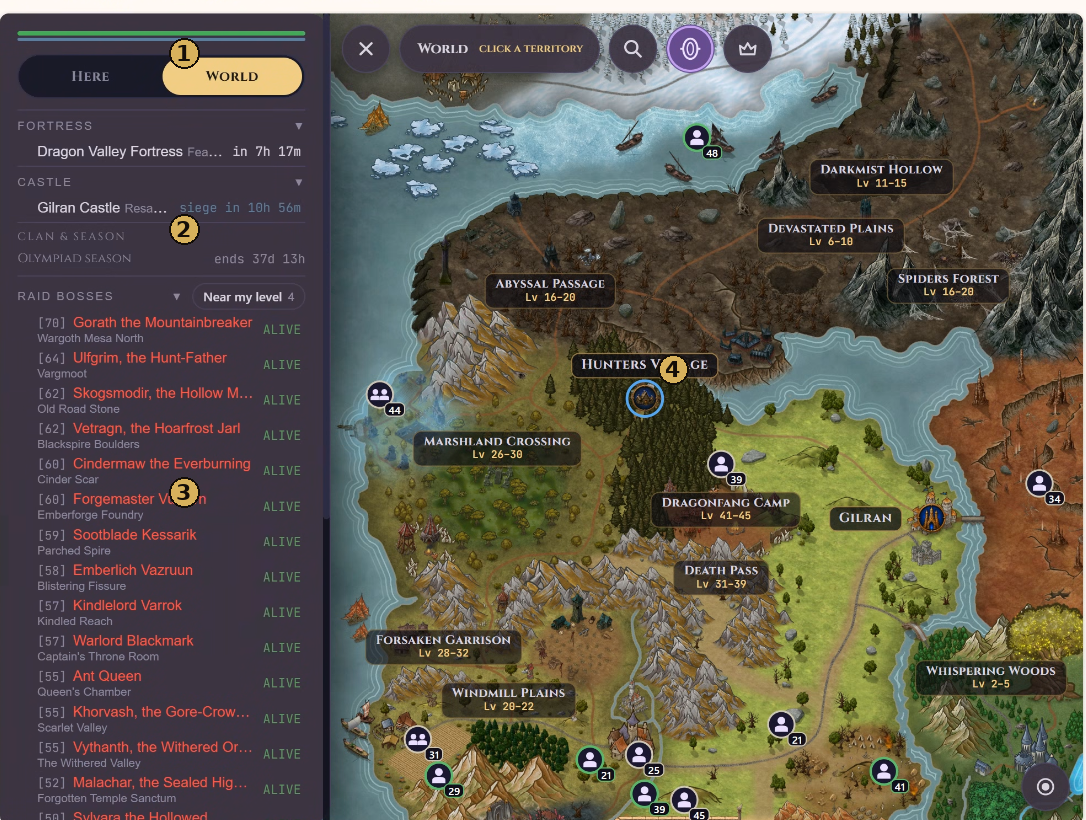 1
HERE
WORLD
FORTRESS
Dragon Valley Fortress Fea... in 7h 17m
CASTLE
Gilran Castle Resa... siege in 10h 56m
2
CLAN & SEASON
OLYMPIAD SEASON ends 37d 13h
RAID BOSSES
Near my level 4
[70] Gorath the Mountainbreaker ALIVE
Wargoth Mesa North
[64] Ulfgrim, the Hunt-Father ALIVE
Vargmoot
[62] Skogsmodir, the Hollow M... ALIVE
Old Road Stone
[62] Vetragn, the Hoarfrost Jarl ALIVE
Blackspire Boulders
[60] Cindermaw the Everburning ALIVE
Cinder Scar
3
[60] Forgemaster ALIVE
Emberforge Foundry
[59] Sootblade Kessarik ALIVE
Parched Spire
[58] Emberlich Vazruun ALIVE
Blistering Fissure
[57] Kindlelord Varrok ALIVE
Kindled Reach
[57] Warlord Blackmark ALIVE
Captain's Throne Room
[55] Ant Queen ALIVE
Queen's Chamber
[55] Khorvash, the Gore-Crow... ALIVE
Scarlet Valley
[55] Vythanth, the Withered Or... ALIVE
The Withered Valley
[52] Malachar, the Sealed Hig... ALIVE
Forgotten Temple Sanctum
[50] Sylvara the Hollowed
WORLD CLICK A TERRITORY
48
DARKMIST HOLLOW
Lv 11-15
DEVASTATED PLAINS
Lv 6-10
SPIDERS FOREST
Lv 16-20
ABYSSAL PASSAGE
Lv 16-20
HUNTERS
4
44
MARSHLAND CROSSING
Lv 26-30
39
34
DRAGONFANG CAMP
Lv 41-45
GILRAN
DEATH PASS
Lv 31-39
FORSAKEN GARRISON
Lv 28-32
WHISPERING WOODS
Lv 2-5
WINDMILL PLAINS
Lv 20-22
21
31
25
21
29
41
39
45